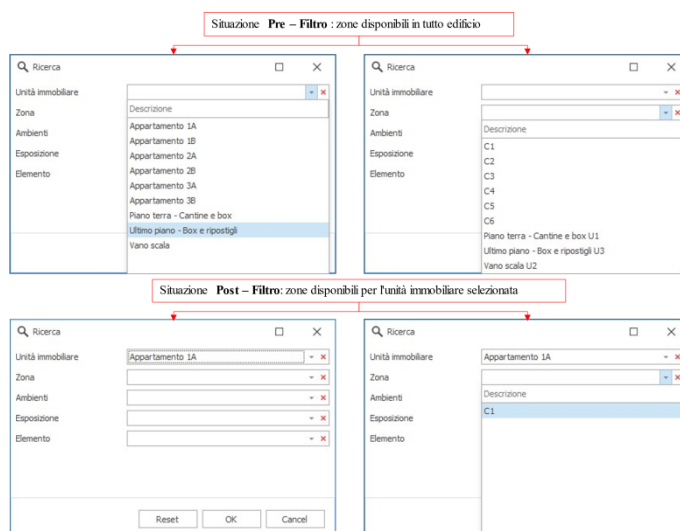 Situazione Pre – Filtro : zone disponibili in tutto edificio
Ricerca
Unità immobiliare
Zona
Ambienti
Esposizione
Elemento
Descrizione
Appartamento 1A
Appartamento 1B
Appartamento 2A
Appartamento 2B
Appartamento 3A
Appartamento 3B
Piano terra - Cantine e box
Ultimo piano - Box e ripostigli
Vano scala
Ricerca
Unità immobiliare
Zona
Ambienti
Esposizione
Elemento
Descrizione
C1
C2
C3
C4
C5
C6
Piano terra - Cantine e box U1
Ultimo piano - Box e ripostigli U3
Vano scala U2
Situazione Post – Filtro: zone disponibili per l'unità immobiliare selezionata
Ricerca
Unità immobiliare Appartamento 1A
Zona
Ambienti
Esposizione
Elemento
Reset OK Cancel
Ricerca
Unità immobiliare Appartamento 1A
Zona
Ambienti
Esposizione
Elemento
Descrizione
C1